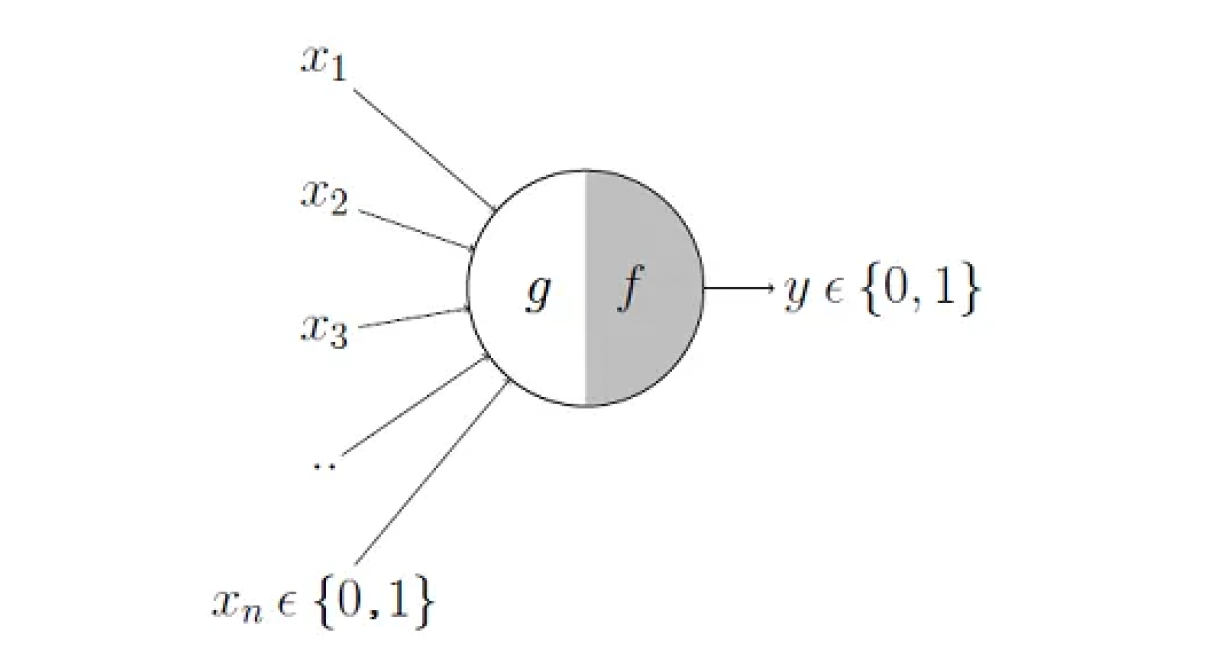 x₁
x₂
x₃
g f
y ϵ {0, 1}
..
xₙ ϵ {0,1}